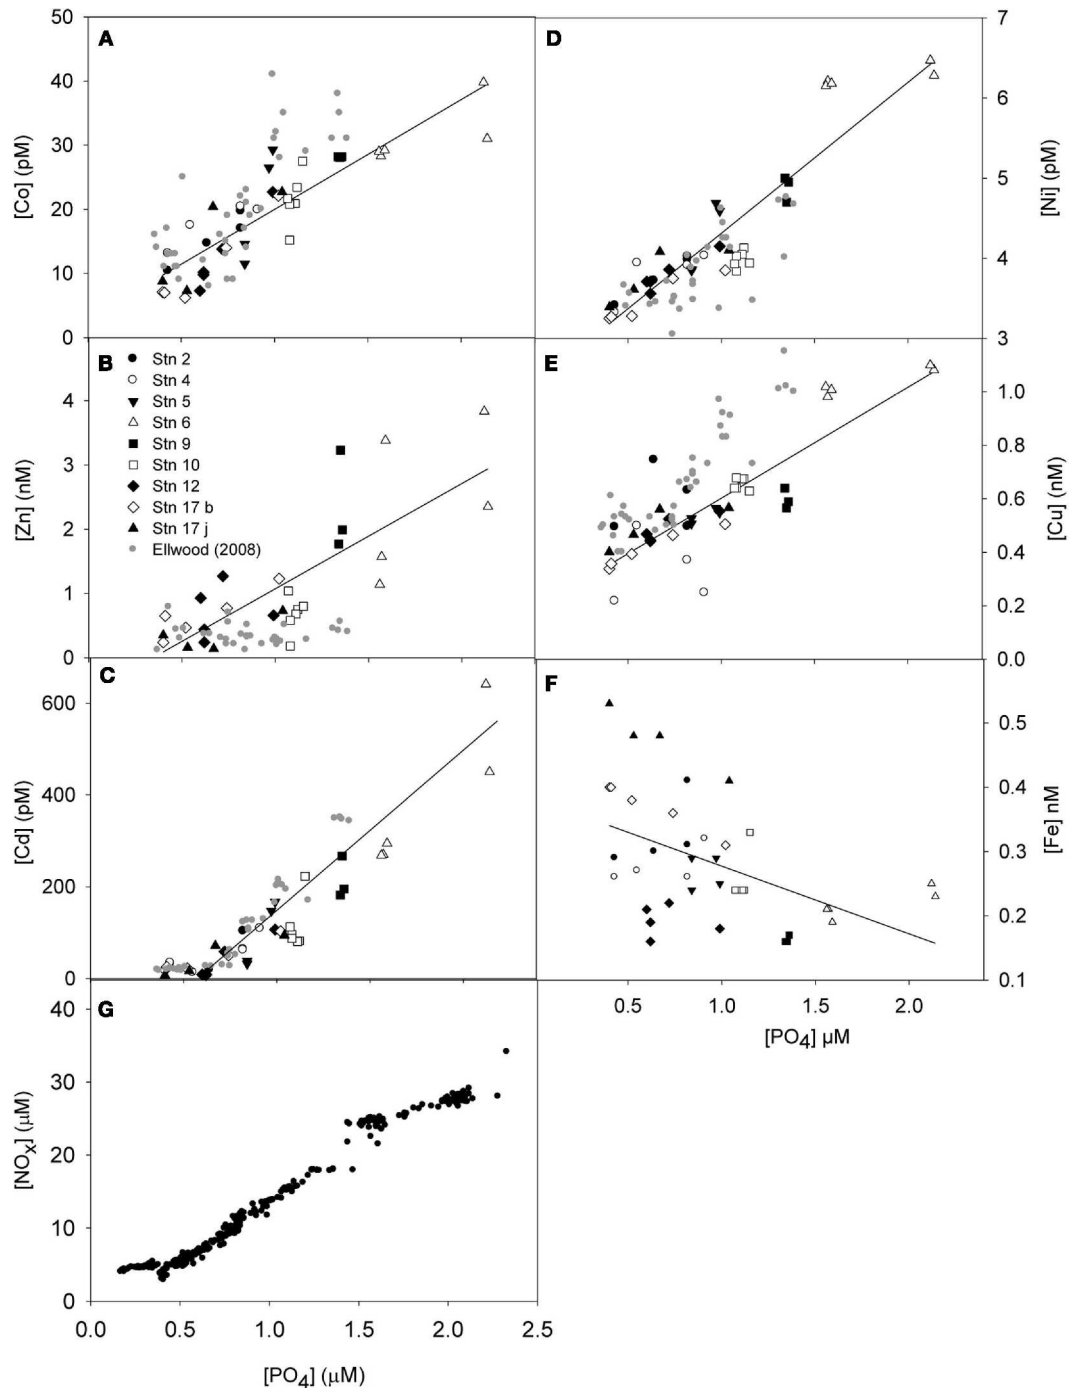 A
[Co] (pM)
50
40
30
20
10
0
D
[Ni] (pM)
7
6
5
4
3
B
[Zn] (nM)
4
3
2
1
0
Stn 2
Stn 4
Stn 5
Stn 6
Stn 9
Stn 10
Stn 12
Stn 17 b
Stn 17 j
Ellwood (2008)
E
[Cu] (nM)
1.0
0.8
0.6
0.4
0.2
0.0
C
[Cd] (pM)
600
400
200
0
F
[Fe] nM
0.5
0.4
0.3
0.2
0.1
0.5 1.0 1.5 2.0
[PO4] µM
G
[NOx] (µM)
40
30
20
10
0
0.0 0.5 1.0 1.5 2.0 2.5
[PO4] (µM)